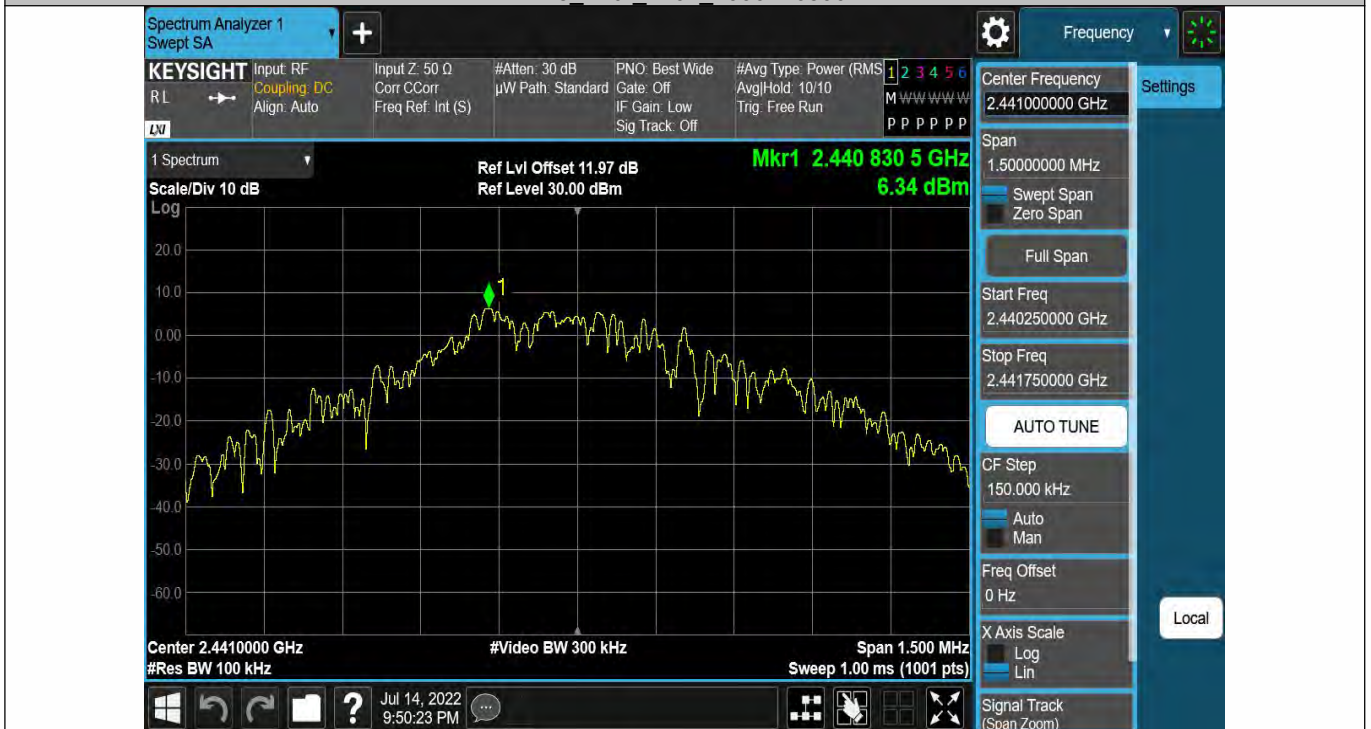 Spectrum Analyzer 1
Swept SA
Frequency
KEYSIGHT
RL
LXI
Input: RF
Coupling: DC
Align: Auto
Input Z: 50 Ω
Corr CCorr
Freq Ref: Int (S)
#Atten: 30 dB
µW Path: Standard
PNO: Best Wide
Gate: Off
IF Gain: Low
Sig Track: Off
#Avg Type: Power (RMS
Avg|Hold: 10/10
Trig: Free Run
1 2 3 4 5 6
M W W W W W
P P P P P P
1 Spectrum
Scale/Div 10 dB
Ref Lvl Offset 11.97 dB
Ref Level 30.00 dBm
Mkr1 2.440 830 5 GHz
6.34 dBm
Log
20.0
10.0
0.00
-10.0
-20.0
-30.0
-40.0
-50.0
-60.0
1
Center 2.4410000 GHz
#Res BW 100 kHz
#Video BW 300 kHz
Span 1.500 MHz
Sweep 1.00 ms (1001 pts)
Center Frequency
2.441000000 GHz
Span
1.50000000 MHz
Swept Span
Zero Span
Full Span
Start Freq
2.440250000 GHz
Stop Freq
2.441750000 GHz
AUTO TUNE
CF Step
150.000 kHz
Auto
Man
Freq Offset
0 Hz
X Axis Scale
Log
Lin
Signal Track
(Span Zoom)
Settings
Local
?
Jul 14, 2022
9:50:23 PM